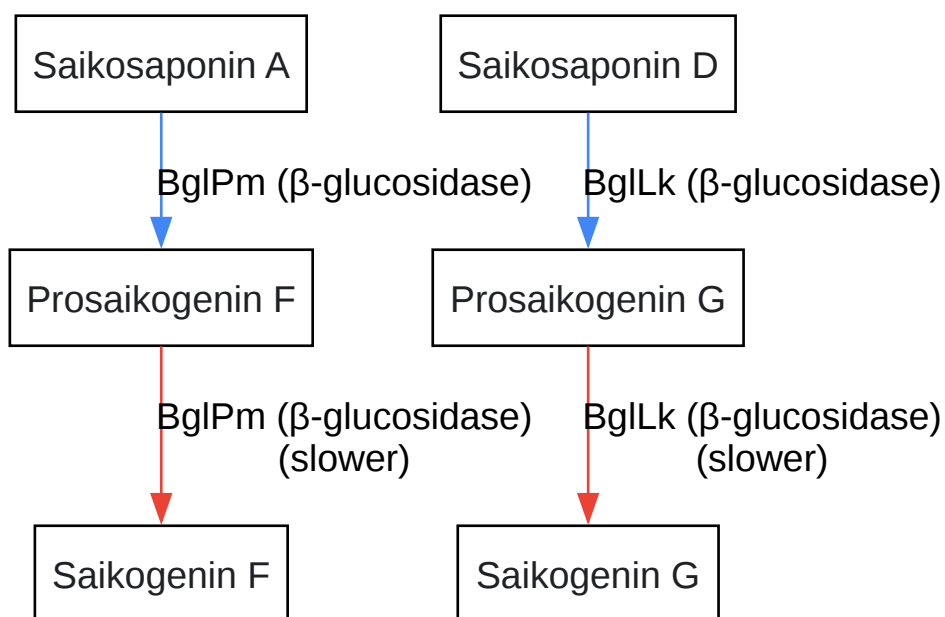 Saikosaponin A
Saikosaponin D
BglPm (β-glucosidase)
BglLk (β-glucosidase)
Prosaikogenin F
Prosaikogenin G
BglPm (β-glucosidase)
(slower)
BglLk (β-glucosidase)
(slower)
Saikogenin F
Saikogenin G